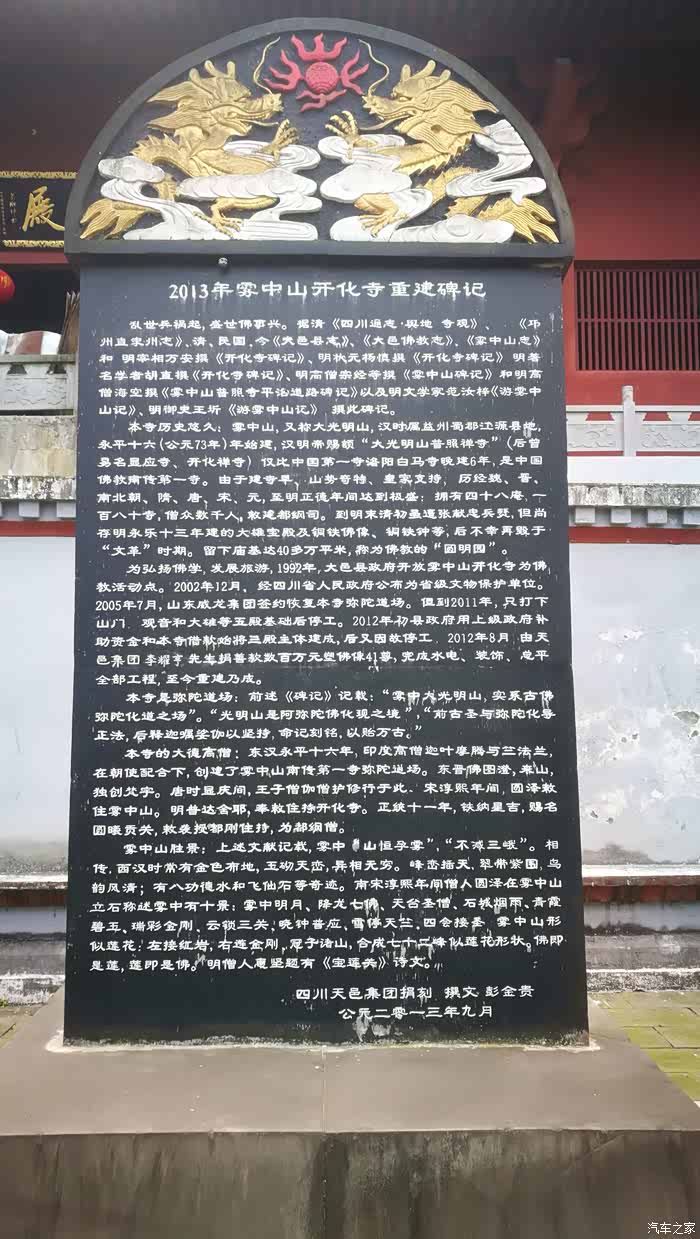 殿
2013年雾中山开化寺重建碑记
乱世兵祸起,盛世佛事兴。据清《四川通志·舆地 寺观》、《邛
州直隶州志》、清、民国、今《大邑县志》、《大邑佛教志》、《雾中山志》
和 明宰相万安撰《开化寺碑记》、明状元杨慎撰《开化寺碑记》明著
名学者胡直撰《开化寺碑记》、明高僧崇经等撰《雾中山碑记》和明高
僧海空撰《雾中山普照寺平治道路碑记》以及明文学家范汝梓《游雾中
山记》、明御史王圻《游雾中山记》 撰此碑记。
本寺历史悠久:雾中山,又称大光明山,汉时属益州蜀郡江源县地,
永平十六(公元73年)年始建,汉明帝赐额“大光明山普照禅寺”(后曾
易名显应寺、开化禅寺)仅比中国第一寺洛阳白马寺晚建6年,是中国
佛教南传第一寺。由于建寺早,山势奇特、皇家支持, 历经魏、晋、
南北朝、隋、唐、宋、元,至明正德年间达到极盛:拥有四十八庵,一
百八十寺,僧众数千人,敕建都纲司。到明末清初虽遭张献忠兵燹,但尚
存明永乐十三年建的大雄宝殿及铜铁佛像、铜铁钟等,后不幸再毁于
“文革”时期。留下庙基达40多万平米,称为佛教的“圆明园”。
为弘扬佛学,发展旅游,1992年,大邑县政府开放雾中山开化寺为佛
教活动点。2002年12月、经四川省人民政府公布为省级文物保护单位。
2005年7月,山东威龙集团签约恢复本寺弥陀道场。但到2011年,只打下
山门、观音和大雄等五殿基础后停工。2012年初县政府用上级政府补
助资金和本寺借款始将三殿主体建成,后又因故停工。2012年8月,由天
邑集团 李耀亨 先生捐善款数百万元塑佛像41尊,完成水电、装饰、总平
全部工程,至今重建乃成。
本寺是弥陀道场:前述《碑记》记载:“雾中大光明山,实系古佛
弥陀化道之场”。“光明山是阿弥陀佛化现之境”,“前古圣与弥陀化导
正法,后释迦嘱娑伽以坚持,命记刻铭,以贻万古。”
本寺的大德高僧:东汉永平十六年,印度高僧迦叶摩腾与竺法兰,
在朝使配合下,创建了雾中山南传第一寺弥陀道场。东晋佛图澄,来山,
独创梵字。唐时显庆间,王子僧伽僧护修行于此。宋淳熙年间,圆泽敕
住雾中山。明普达舍耶,奉敕住持开化寺。正统十一年,铁纳星吉,赐名
圆暖贡关,敕袭授都刚住持,为都纲僧。
雾中山胜景:上述文献记载,雾中“山恒孕雾”,“不减三峨”。相
传,西汉时常有金色布地,玉砌天峦,异相无穷。峰峦插天,翠带紫围,鸟
韵风清;有八功德水和飞仙石等奇迹。南宋淳熙年间僧人圆泽在雾中山
立石称述雾中有十景:雾中明月、降龙七佛、天台圣僧、石城烟雨、青霞
碧玉、瑞彩金刚、云锁三关、晓钟普应、雪停天竺、四会接圣。雾中山形
似莲花:左接红岩,右连金刚,冠子诸山,合成七十二峰似莲花形状。佛即
是莲,莲即是佛。明僧人惠坚题有《宝莲关》诗文。
四川天邑集团捐刻 撰文 彭金贵
公元二零一三年九月
汽车之家